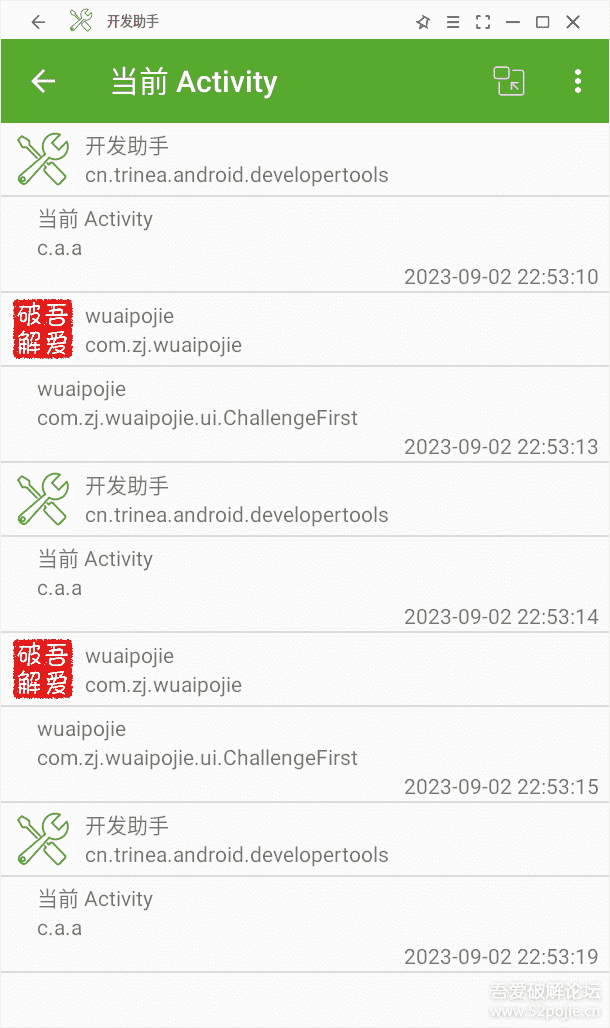 开发助手
当前 Activity
开发助手
cn.trinea.android.developertools
当前 Activity
c.a.a
2023-09-02 22:53:10
破吾
解爱
wuaipojie
com.zj.wuaipojie
wuaipojie
com.zj.wuaipojie.ui.ChallengeFirst
2023-09-02 22:53:13
开发助手
cn.trinea.android.developertools
当前 Activity
c.a.a
2023-09-02 22:53:14
破吾
解爱
wuaipojie
com.zj.wuaipojie
wuaipojie
com.zj.wuaipojie.ui.ChallengeFirst
2023-09-02 22:53:15
开发助手
cn.trinea.android.developertools
当前 Activity
c.a.a
2023-09-02 22:53:19
吾爱破解论坛
www.52pojie.cn